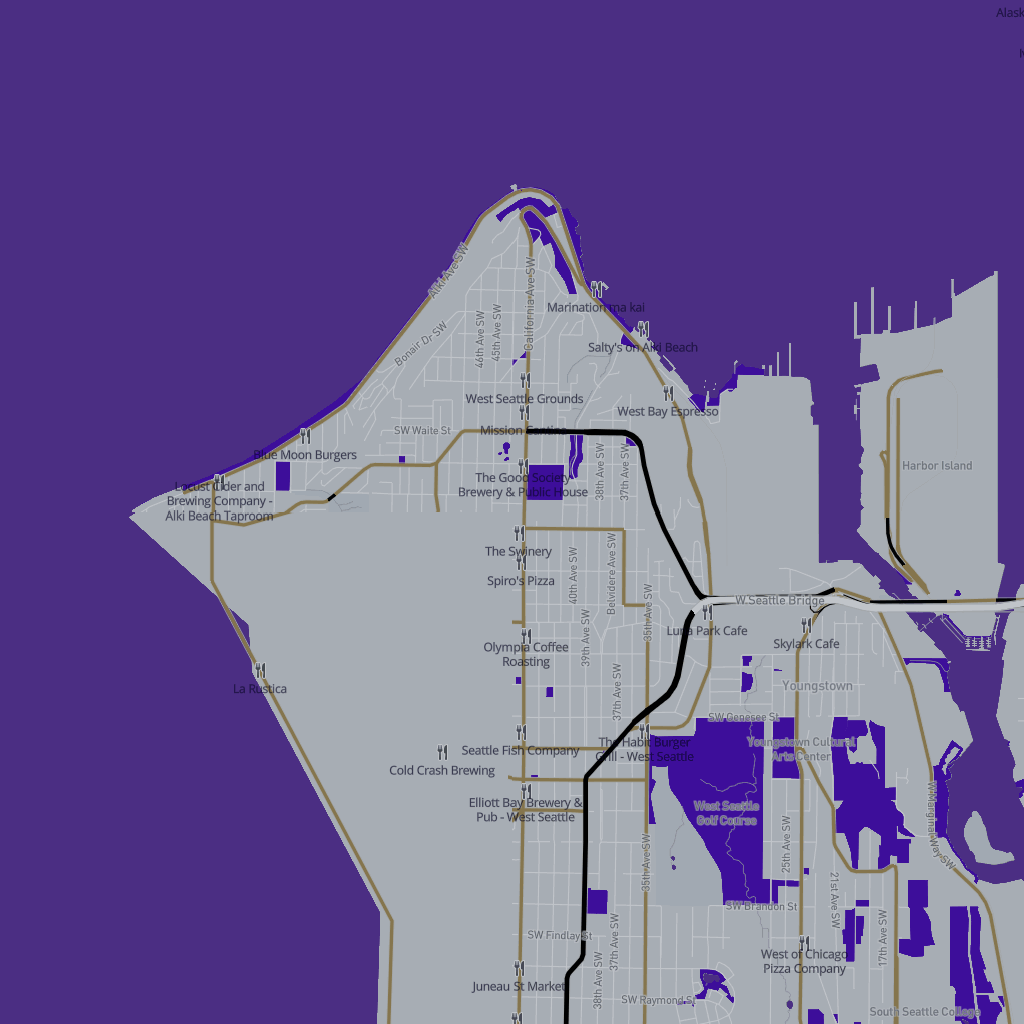 Alask
Alki Ave SW
California Ave SW
Marination ma kai
Bonair Dr SW
46th Ave SW
45th Ave SW
Salty's on Alki Beach
West Seattle Grounds
West Bay Espresso
SW Waite St
Mission Cantina
Blue Moon Burgers
Harbor Island
38th Ave SW
37th Ave SW
The Good Society
Brewery & Public House
Locust Cider and
Brewing Company -
Alki Beach Taproom
The Swinery
Spiro's Pizza
40th Ave SW
Belvidere Ave SW
35th Ave SW
W Seattle Bridge
39th Ave SW
Luna Park Cafe
Skylark Cafe
Olympia Coffee
Roasting
La Rustica
37th Ave SW
Youngstown
SW Genesee St
Seattle Fish Company
The Habit Burger
Grill - West Seattle
Youngstown Cultural
Arts Center
Cold Crash Brewing
Elliott Bay Brewery &
Pub - West Seattle
West Seattle
Golf Course
W Marginal Way SW
35th Ave SW
25th Ave SW
21st Ave SW
SW Brandon St
17th Ave SW
SW Findlay St
37th Ave SW
West of Chicago
Pizza Company
38th Ave SW
Juneau St Market
SW Raymond St
South Seattle College